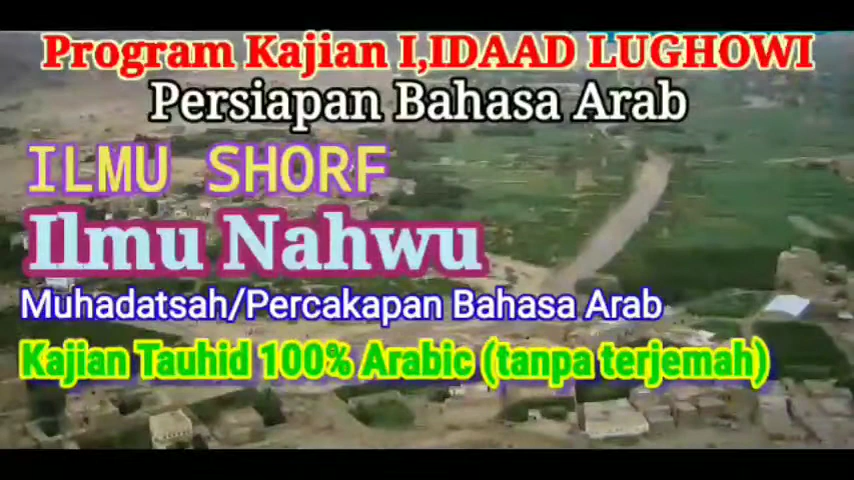 Program Kajian I,IDAAD LUGHOWI
Persiapan Bahasa Arab
ILMU SHORF
Ilmu Nahwu
Muhadatsah/Percakapan Bahasa Arab
Kajian Tauhid 100% Arabic (tanpa terjemah)